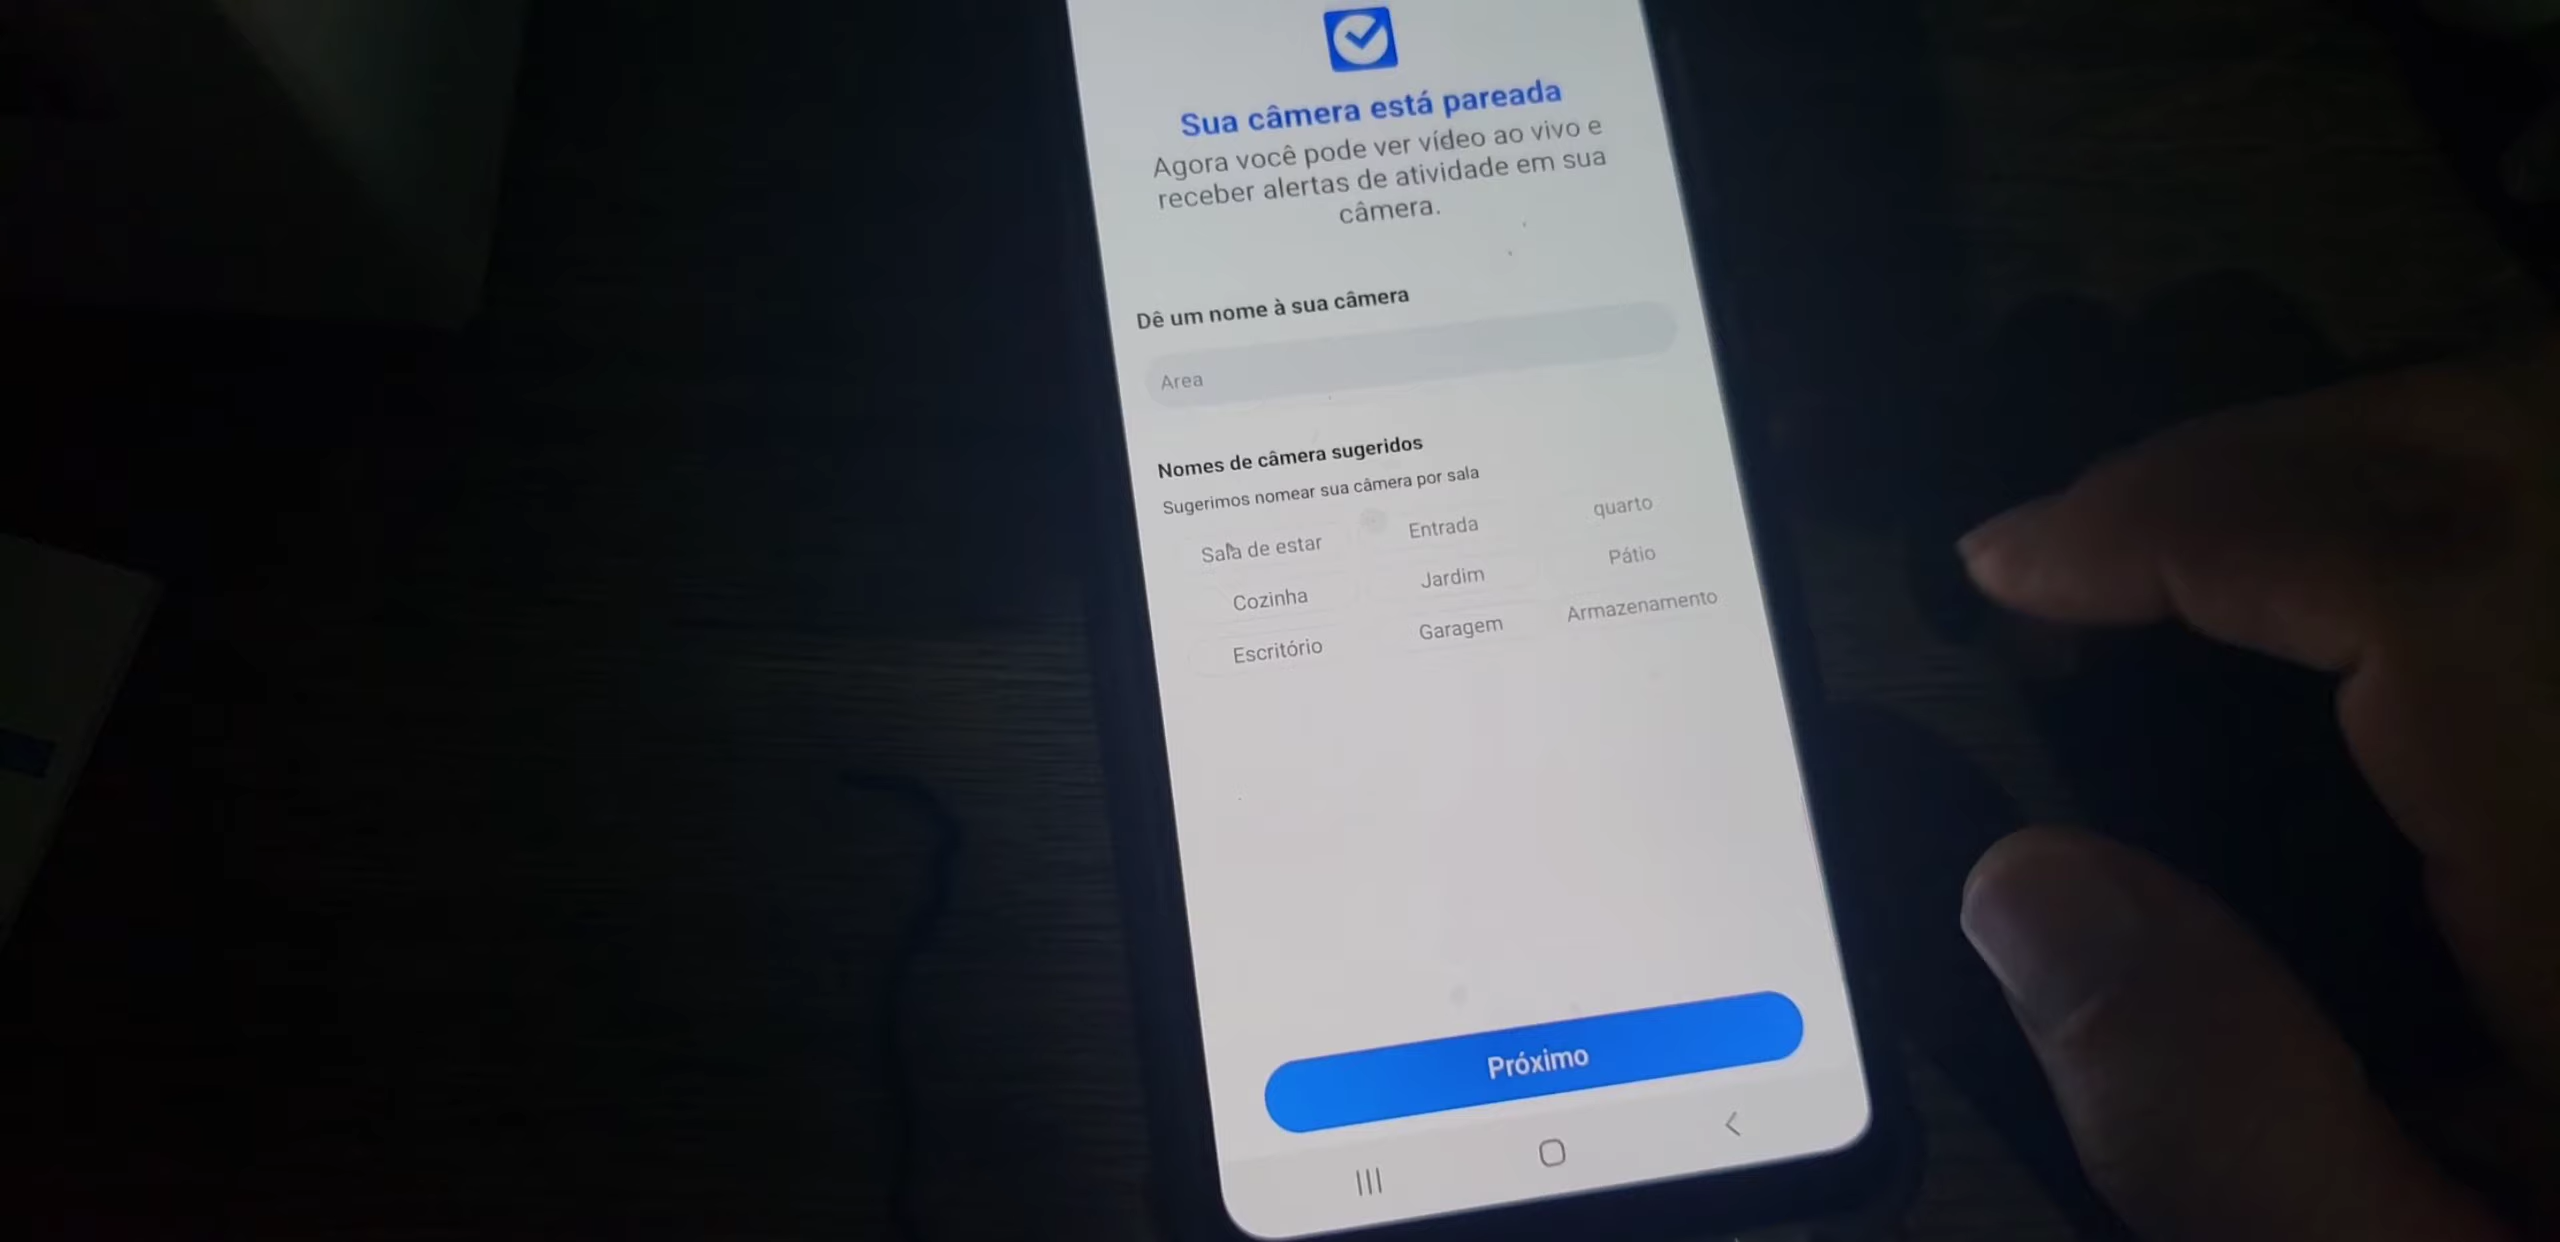 Sua câmera está pareada
Agora você pode ver vídeo ao vivo e
receber alertas de atividade em sua
câmera.
Dê um nome à sua câmera
Area
Nomes de câmera sugeridos
Sugerimos nomear sua câmera por sala
Sala de estar Entrada quarto
Cozinha Jardim Pátio
Escritório Garagem Armazenamento
Próximo